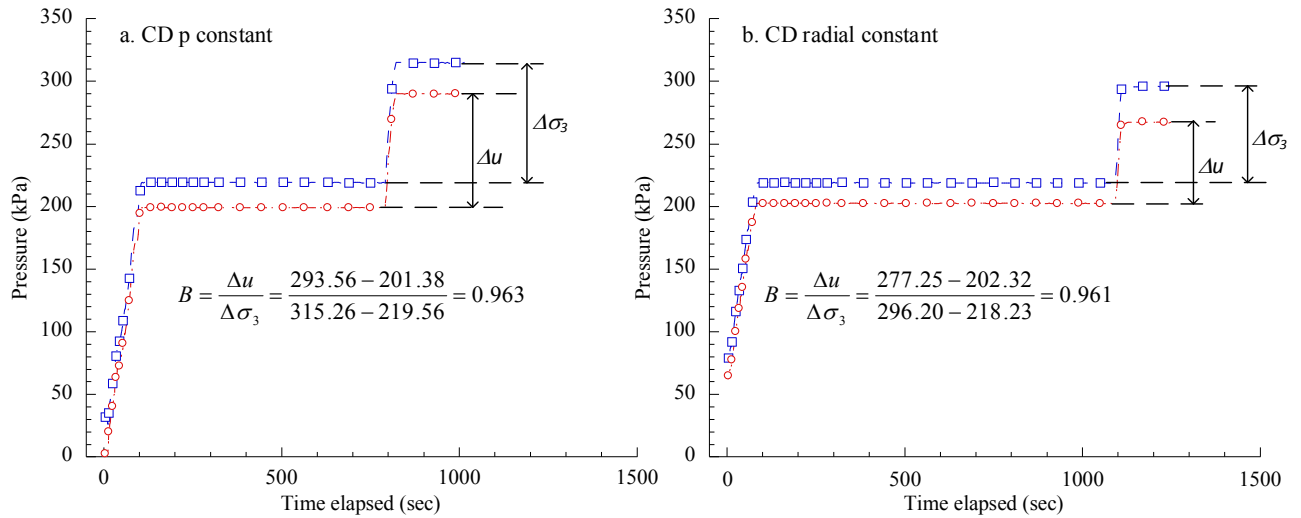 a. CD p constant
350
300
250
200
150
100
50
0
Pressure (kPa)
Δσ3
Δu
B = Δu/Δσ3 = (293.56 − 201.38)/(315.26 − 219.56) = 0.963
0 500 1000 1500
Time elapsed (sec)
b. CD radial constant
350
300
250
200
150
100
50
0
Pressure (kPa)
Δσ3
Δu
B = Δu/Δσ3 = (277.25 − 202.32)/(296.20 − 218.23) = 0.961
0 500 1000 1500
Time elapsed (sec)